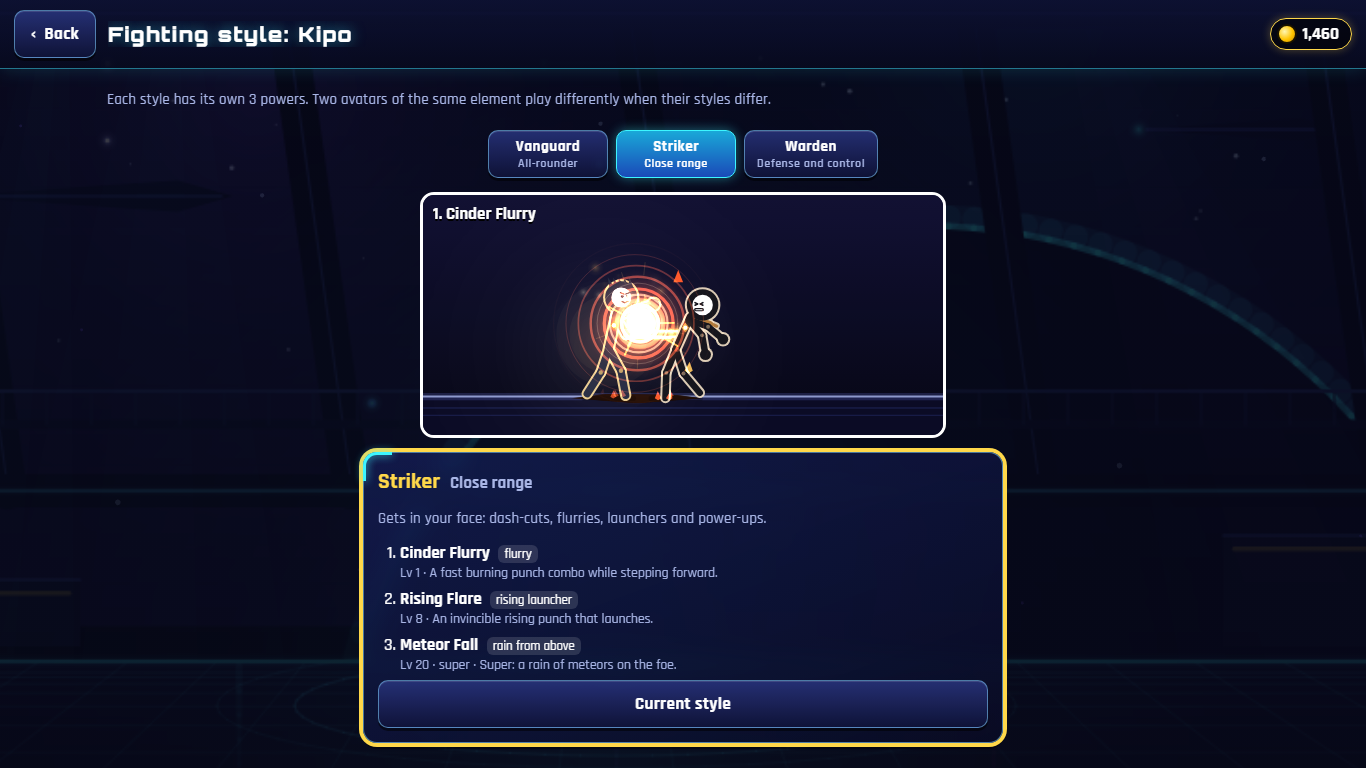 ‹ Back
Fighting style: Kipo
1,460
Each style has its own 3 powers. Two avatars of the same element play differently when their styles differ.
Vanguard
All-rounder
Striker
Close range
Warden
Defense and control
1. Cinder Flurry
Striker Close range
Gets in your face: dash-cuts, flurries, launchers and power-ups.
1. Cinder Flurry flurry
Lv 1 · A fast burning punch combo while stepping forward.
2. Rising Flare rising launcher
Lv 8 · An invincible rising punch that launches.
3. Meteor Fall rain from above
Lv 20 · super · Super: a rain of meteors on the foe.
Current style